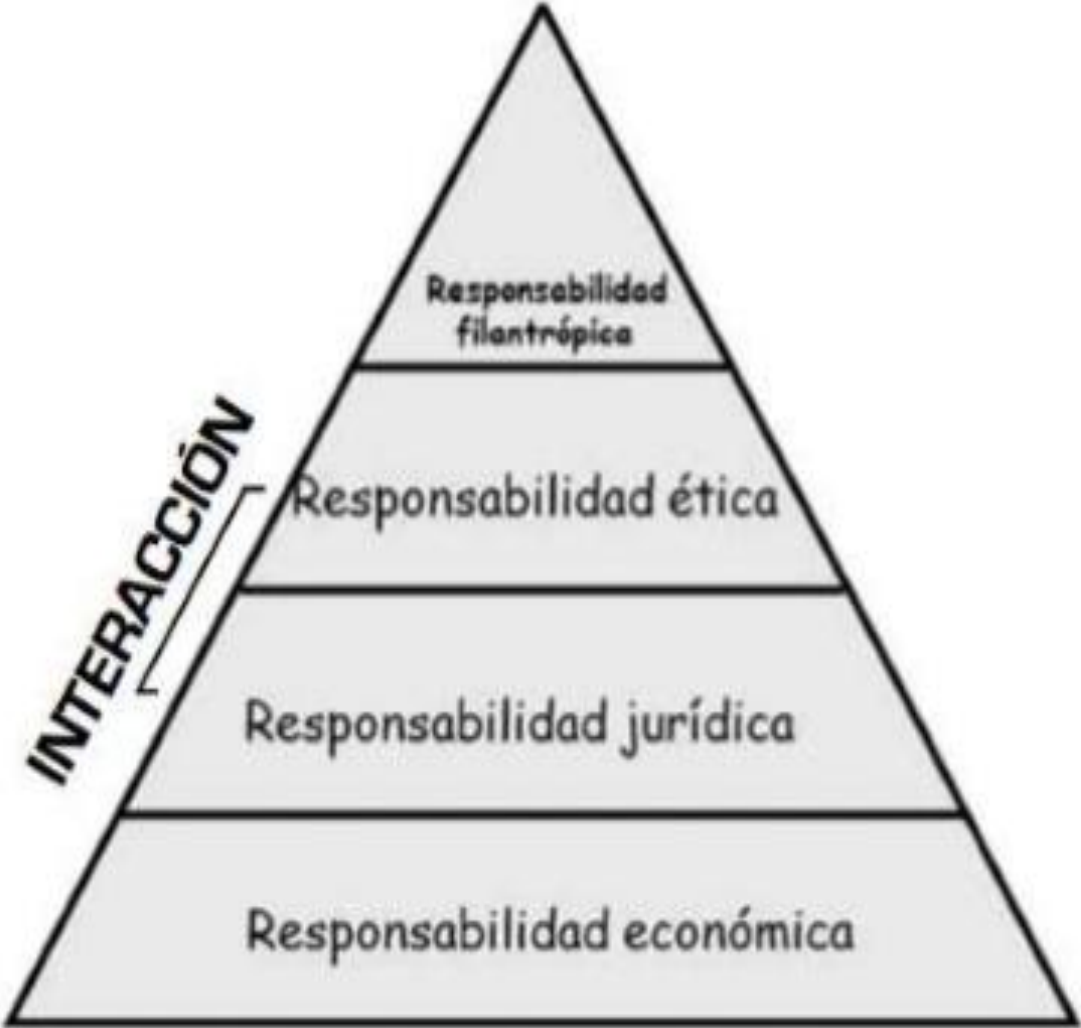 Responsabilidad
filantrópica
INTERACCIÓN
Responsabilidad ética
Responsabilidad jurídica
Responsabilidad económica